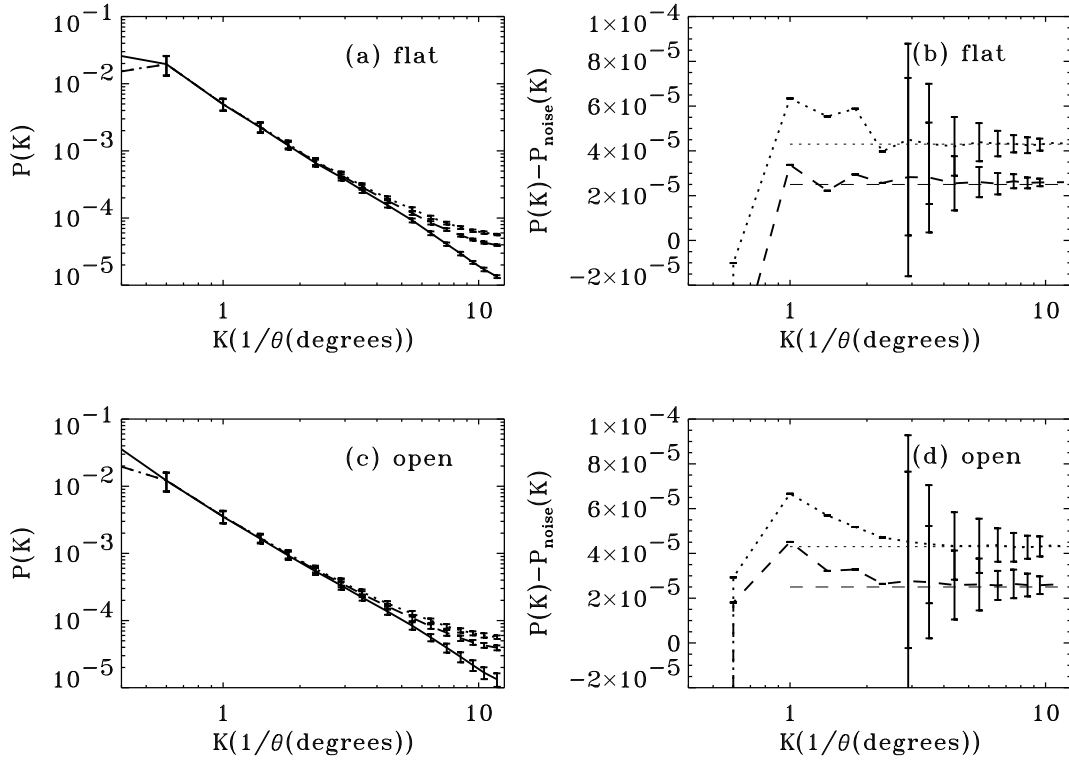 (a) flat
P(K)
10⁻¹
10⁻²
10⁻³
10⁻⁴
10⁻⁵
1
10
K(1/θ(degrees))
(b) flat
P(K)−Pₙₒᵢₛₑ(K)
1×10⁻⁴
8×10⁻⁵
6×10⁻⁵
4×10⁻⁵
2×10⁻⁵
0
−2×10⁻⁵
1
10
K(1/θ(degrees))
(c) open
P(K)
10⁻¹
10⁻²
10⁻³
10⁻⁴
10⁻⁵
1
10
K(1/θ(degrees))
(d) open
P(K)−Pₙₒᵢₛₑ(K)
1×10⁻⁴
8×10⁻⁵
6×10⁻⁵
4×10⁻⁵
2×10⁻⁵
0
−2×10⁻⁵
1
10
K(1/θ(degrees))